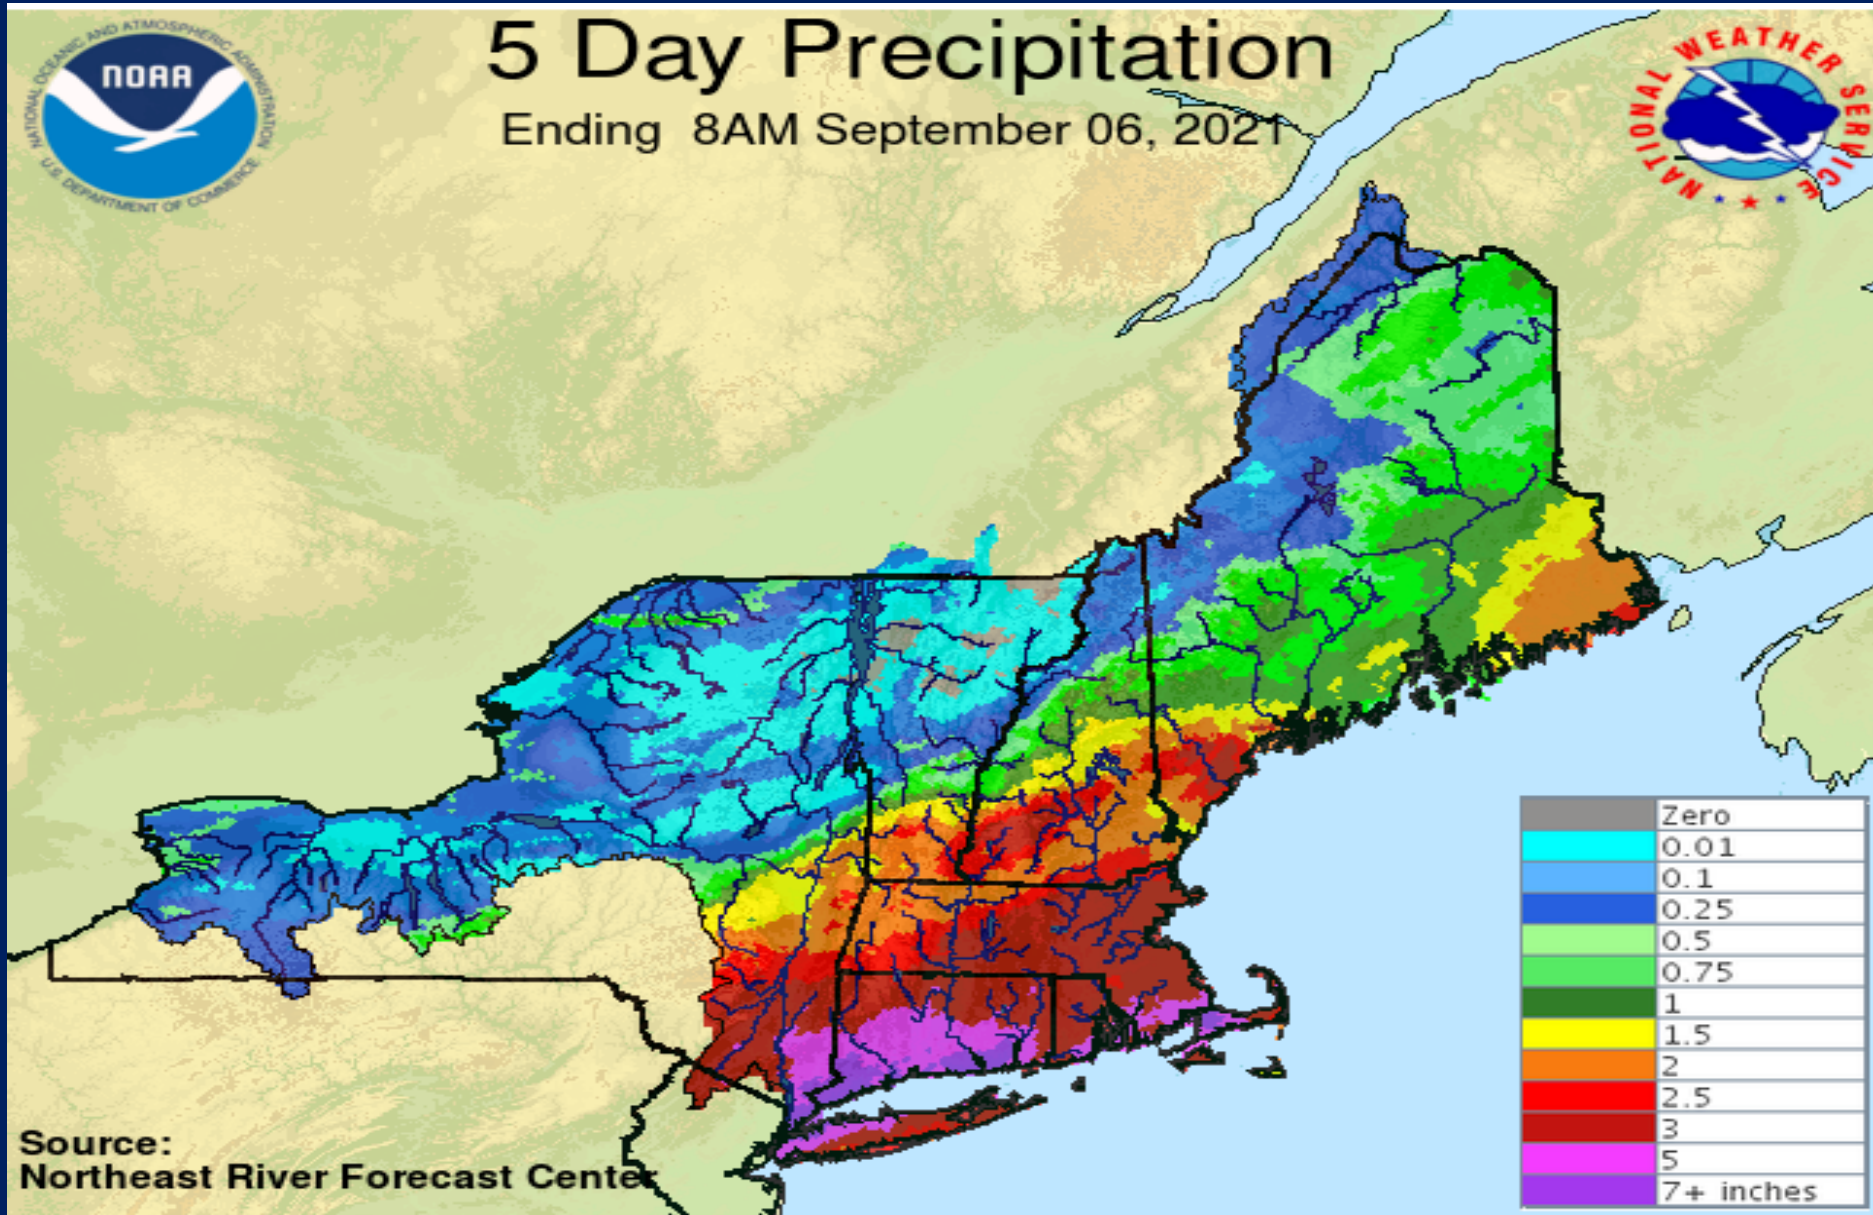 5 Day Precipitation
Ending 8AM September 06, 2021
NOAA
NATIONAL OCEANIC AND ATMOSPHERIC ADMINISTRATION
U.S. DEPARTMENT OF COMMERCE
NATIONAL WEATHER SERVICE
Zero
0.01
0.1
0.25
0.5
0.75
1
1.5
2
2.5
3
5
7+ inches
Source:
Northeast River Forecast Center